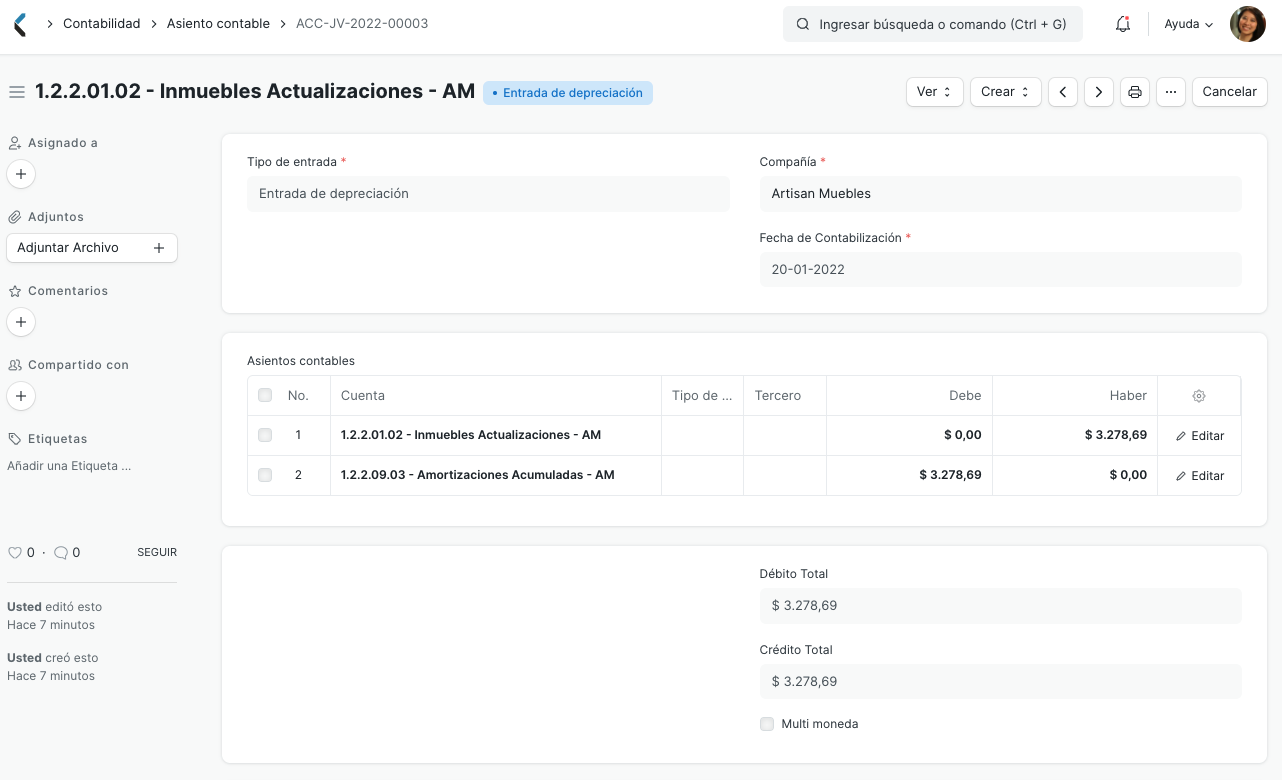 Contabilidad
Asiento contable
ACC-JV-2022-00003
Ingresar búsqueda o comando (Ctrl + G)
Ayuda
1.2.2.01.02 - Inmuebles Actualizaciones - AM
• Entrada de depreciación
Ver
Crear
...
Cancelar
Asignado a
+
Adjuntos
Adjuntar Archivo +
Comentarios
+
Compartido con
+
Etiquetas
Añadir una Etiqueta ...
0 · 0 SEGUIR
Usted editó esto
Hace 7 minutos
Usted creó esto
Hace 7 minutos
Tipo de entrada *
Entrada de depreciación
Compañía *
Artisan Muebles
Fecha de Contabilización *
20-01-2022
Asientos contables
No. Cuenta Tipo de ... Tercero Debe Haber
1 1.2.2.01.02 - Inmuebles Actualizaciones - AM $ 0,00 $ 3.278,69 Editar
2 1.2.2.09.03 - Amortizaciones Acumuladas - AM $ 3.278,69 $ 0,00 Editar
Débito Total
$ 3.278,69
Crédito Total
$ 3.278,69
Multi moneda